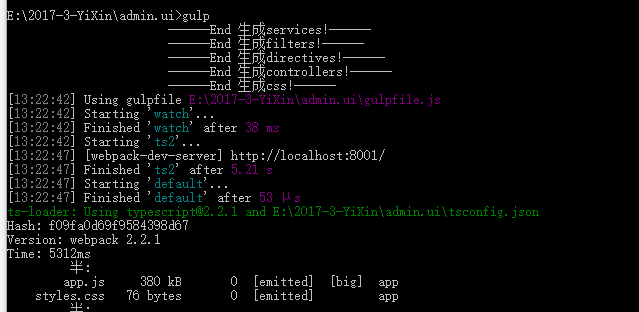 E:\2017-3-YiXin\admin.ui>gulp
——————End 生成services!——————
——————End 生成filters!——————
——————End 生成directives!——————
——————End 生成controllers!——————
——————End 生成css!——————
[13:22:42] Using gulpfile E:\2017-3-YiXin\admin.ui\gulpfile.js
[13:22:42] Starting 'watch'...
[13:22:42] Finished 'watch' after 38 ms
[13:22:42] Starting 'ts2'...
[13:22:47] [webpack-dev-server] http://localhost:8001/
[13:22:47] Finished 'ts2' after 5.21 s
[13:22:47] Starting 'default'...
[13:22:47] Finished 'default' after 53 μs
ts-loader: Using typescript@2.2.1 and E:\2017-3-YiXin\admin.ui\tsconfig.json
Hash: f09fa0d69f9584398d67
Version: webpack 2.2.1
Time: 5312ms
半:
app.js 380 kB 0 [emitted] [big] app
styles.css 76 bytes 0 [emitted] app
半: